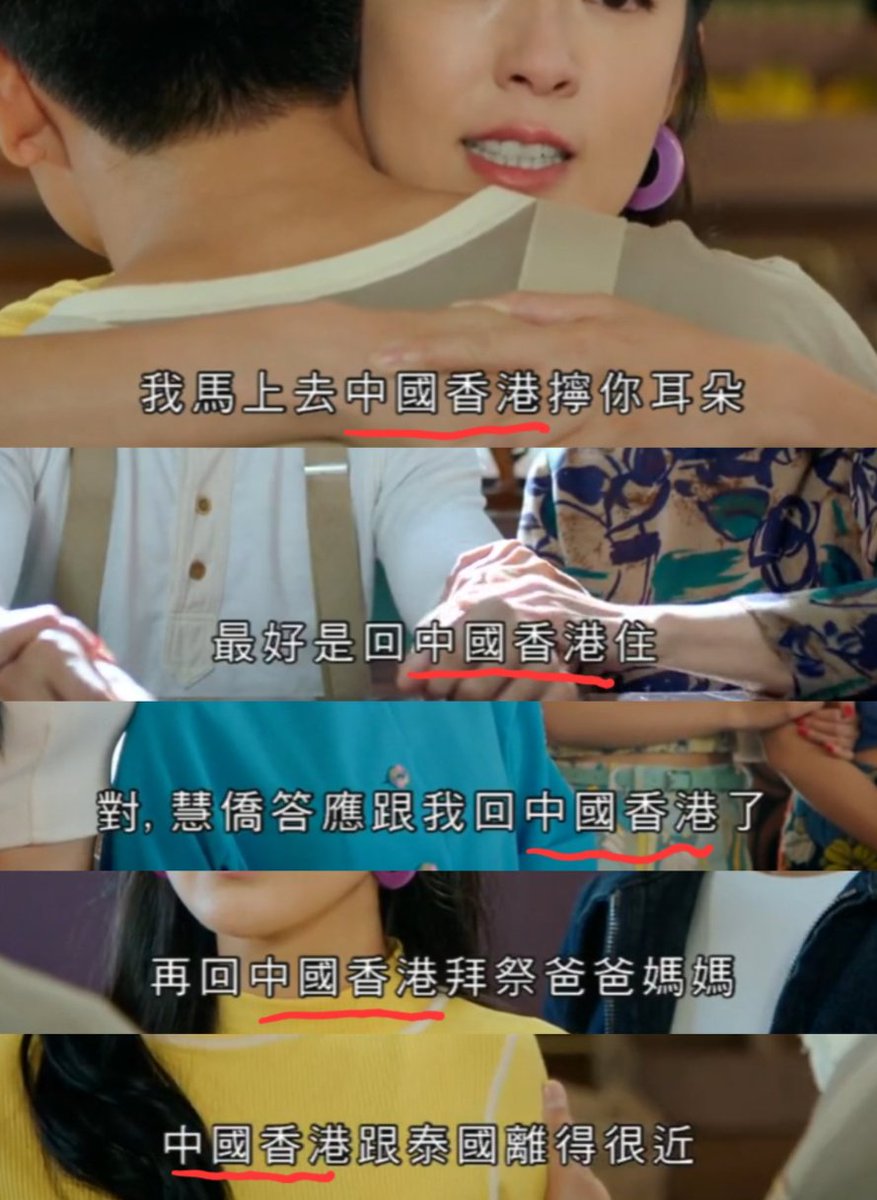 我馬上去中國香港擰你耳朵
最好是回中國香港住
對, 慧僑答應跟我回中國香港了
再回中國香港拜祭爸爸媽媽
中國香港跟泰國離得很近